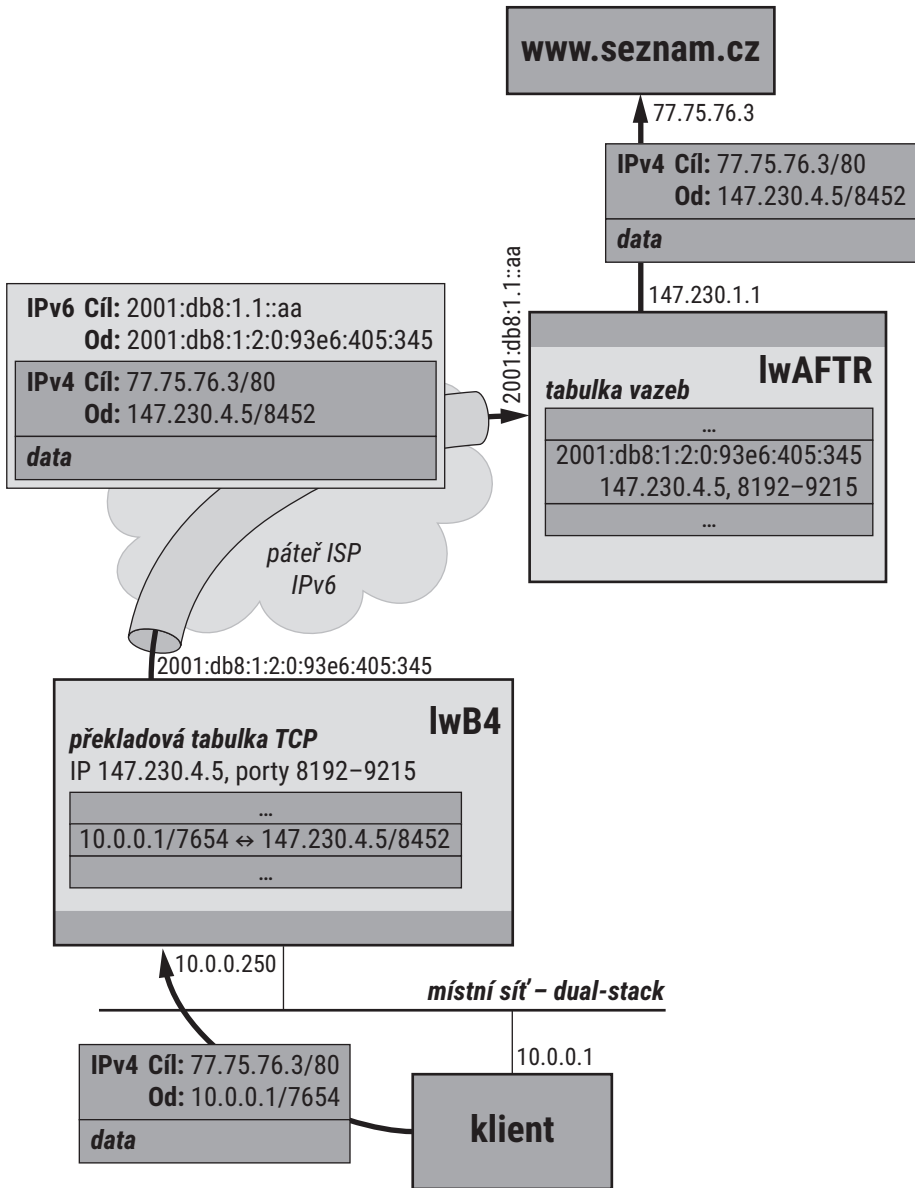 www.seznam.cz
77.75.76.3
IPv4 Cíl: 77.75.76.3/80
Od: 147.230.4.5/8452
data
2001:db8:1.1::aa
147.230.1.1
IPv6 Cíl: 2001:db8:1.1::aa
Od: 2001:db8:1:2:0:93e6:405:345
IPv4 Cíl: 77.75.76.3/80
Od: 147.230.4.5/8452
data
lwAFTR
tabulka vazeb
...
2001:db8:1:2:0:93e6:405:345
147.230.4.5, 8192–9215
...
páteř ISP
IPv6
2001:db8:1:2:0:93e6:405:345
lwB4
překladová tabulka TCP
IP 147.230.4.5, porty 8192–9215
...
10.0.0.1/7654 ↔ 147.230.4.5/8452
...
10.0.0.250
místní síť – dual-stack
IPv4 Cíl: 77.75.76.3/80
Od: 10.0.0.1/7654
data
10.0.0.1
klient